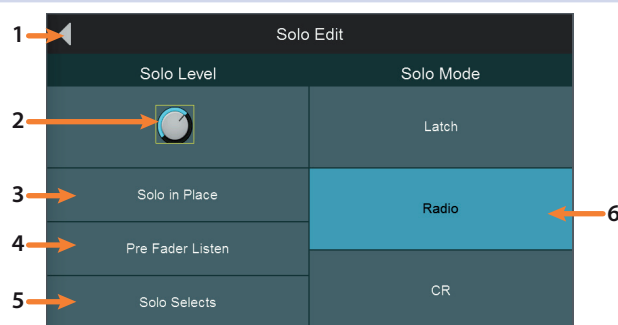 1
Solo Edit
Solo Level
Solo Mode
2
Latch
3
Solo in Place
Radio
6
4
Pre Fader Listen
5
Solo Selects
CR